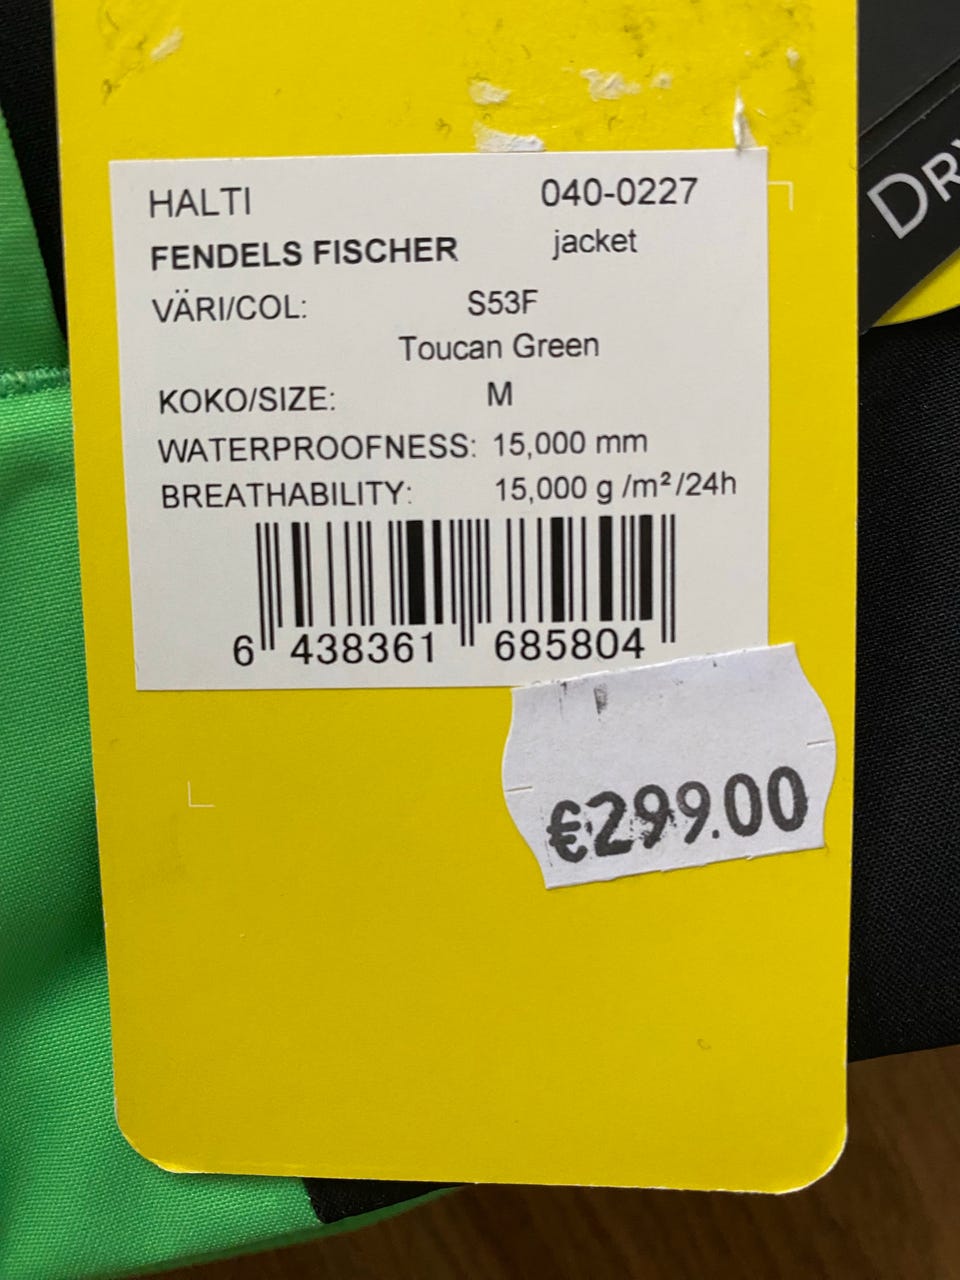 HALTI 040-0227
FENDELS FISCHER jacket
VÄRI/COL: S53F
Toucan Green
KOKO/SIZE: M
WATERPROOFNESS: 15,000 mm
BREATHABILITY: 15,000 g /m²/24h
6 438361 685804
€299.00